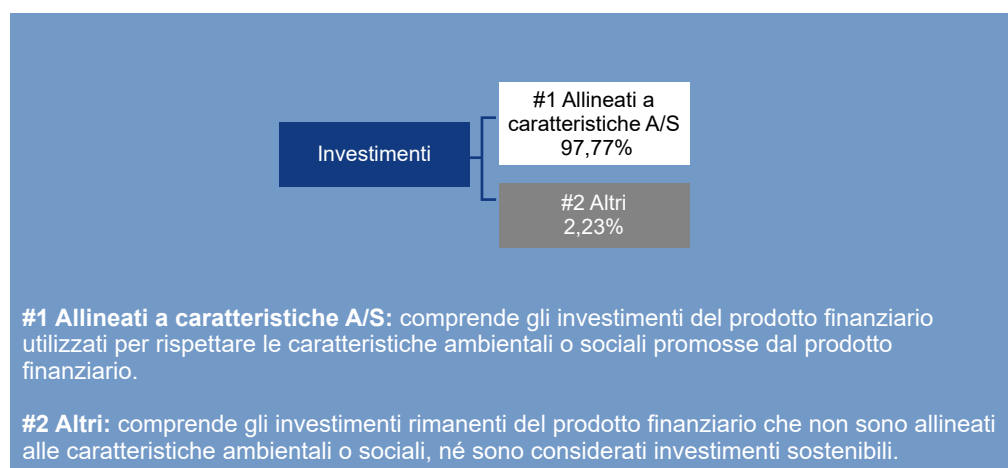 #1 Allineati a
caratteristiche A/S
97,77%
Investimenti
#2 Altri
2,23%
#1 Allineati a caratteristiche A/S: comprende gli investimenti del prodotto finanziario
utilizzati per rispettare le caratteristiche ambientali o sociali promosse dal prodotto
finanziario.
#2 Altri: comprende gli investimenti rimanenti del prodotto finanziario che non sono allineati
alle caratteristiche ambientali o sociali, né sono considerati investimenti sostenibili.